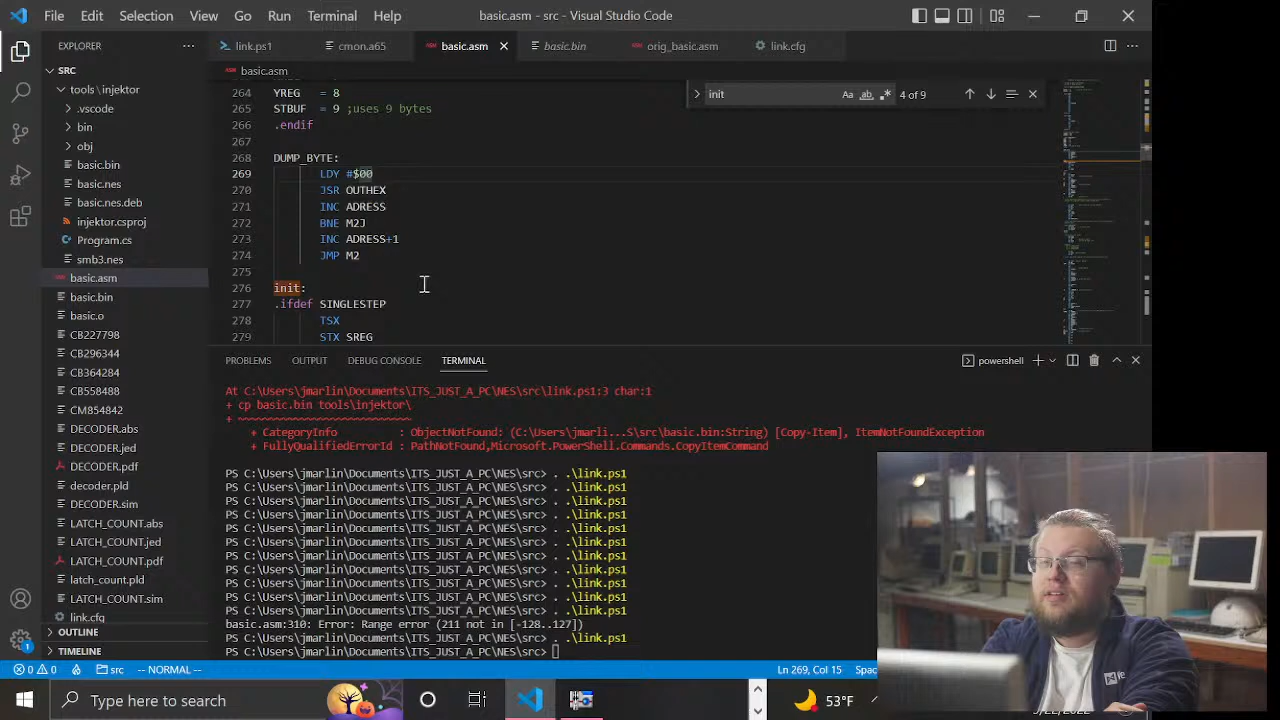 File Edit Selection View Go Run Terminal Help basic.asm - src - Visual Studio Code
EXPLORER
link.ps1 cmon.a65 basic.asm basic.bin orig_basic.asm link.cfg
SRC
basic.asm
tools \injektor
.vscode
bin
obj
basic.bin
basic.nes
basic.nes.deb
injektor.csproj
Program.cs
smb3.nes
basic.asm
basic.bin
basic.o
CB227798
CB296344
CB364284
CB558488
CM854842
DECODER.abs
DECODER.jed
DECODER.pdf
decoder.pld
DECODER.sim
LATCH_COUNT.abs
LATCH_COUNT.jed
LATCH_COUNT.pdf
latch_count.pld
LATCH_COUNT.sim
link.cfg
OUTLINE
TIMELINE
init Aa ab 4 of 9
264 YREG = 8
265 STBUF = 9 ;uses 9 bytes
266 .endif
267
268 DUMP_BYTE:
269 LDY #$00
270 JSR OUTHEX
271 INC ADRESS
272 BNE M2J
273 INC ADRESS+1
274 JMP M2
275
276 init:
277 .ifdef SINGLESTEP
278 TSX
279 STX SREG
PROBLEMS OUTPUT DEBUG CONSOLE TERMINAL powershell
At C:\Users\jmarlin\Documents\ITS_JUST_A_PC\NES\src\link.ps1:3 char:1
+ cp basic.bin tools\injektor\
+ ~~~~~~~~~~~~~~~~~~~~~~~~~~~~
+ CategoryInfo : ObjectNotFound: (C:\Users\jmarli...S\src\basic.bin:String) [Copy-Item], ItemNotFoundException
+ FullyQualifiedErrorId : PathNotFound,Microsoft.PowerShell.Commands.CopyItemCommand
PS C:\Users\jmarlin\Documents\ITS_JUST_A_PC\NES\src> . .\link.ps1
PS C:\Users\jmarlin\Documents\ITS_JUST_A_PC\NES\src> . .\link.ps1
PS C:\Users\jmarlin\Documents\ITS_JUST_A_PC\NES\src> . .\link.ps1
PS C:\Users\jmarlin\Documents\ITS_JUST_A_PC\NES\src> . .\link.ps1
PS C:\Users\jmarlin\Documents\ITS_JUST_A_PC\NES\src> . .\link.ps1
PS C:\Users\jmarlin\Documents\ITS_JUST_A_PC\NES\src> . .\link.ps1
PS C:\Users\jmarlin\Documents\ITS_JUST_A_PC\NES\src> . .\link.ps1
PS C:\Users\jmarlin\Documents\ITS_JUST_A_PC\NES\src> . .\link.ps1
PS C:\Users\jmarlin\Documents\ITS_JUST_A_PC\NES\src> . .\link.ps1
PS C:\Users\jmarlin\Documents\ITS_JUST_A_PC\NES\src> . .\link.ps1
PS C:\Users\jmarlin\Documents\ITS_JUST_A_PC\NES\src> . .\link.ps1
basic.asm:310: Error: Range error (211 not in [-128..127])
PS C:\Users\jmarlin\Documents\ITS_JUST_A_PC\NES\src> . .\link.ps1
PS C:\Users\jmarlin\Documents\ITS_JUST_A_PC\NES\src>
1
0 0 src -- NORMAL -- Ln 269, Col 15
Type here to search 53°F